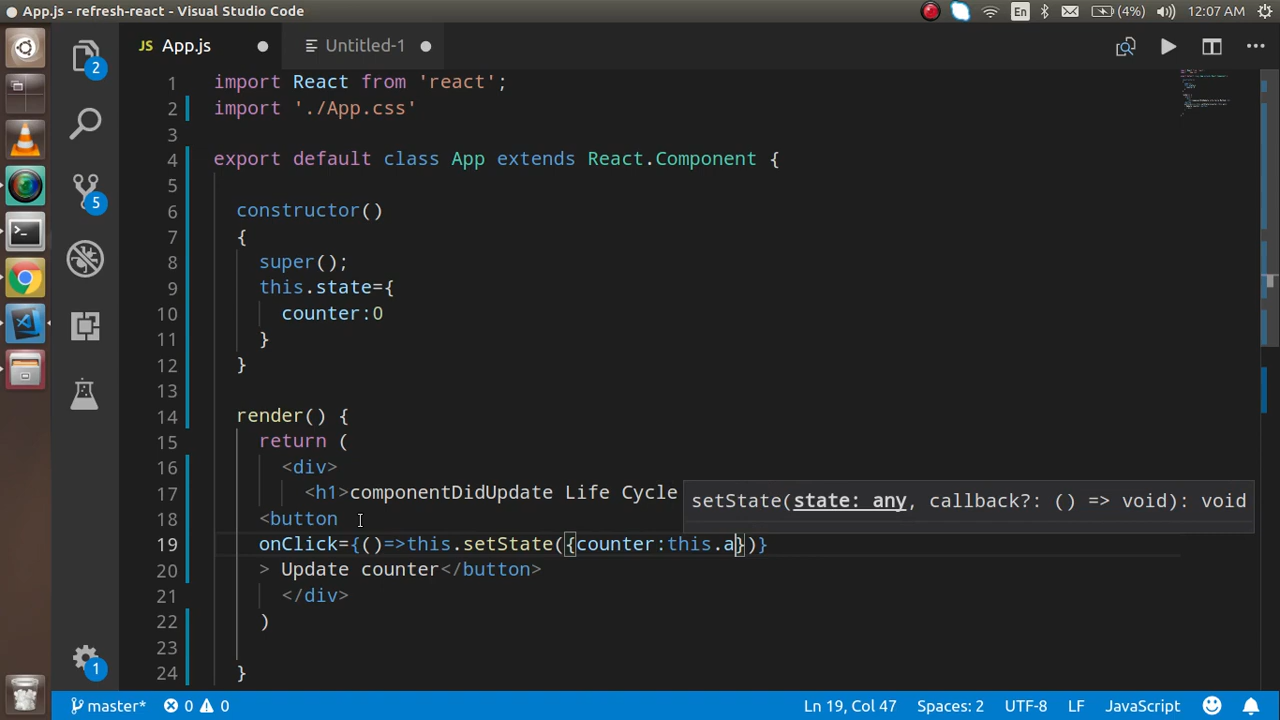 App.js - refresh-react - Visual Studio Code
En
(4%)
12:07 AM
JS App.js
Untitled-1
2
5
1
1 import React from 'react';
2 import './App.css'
3
4 export default class App extends React.Component {
5
6 constructor()
7 {
8 super();
9 this.state={
10 counter:0
11 }
12 }
13
14 render() {
15 return (
16 <div>
17 <h1>componentDidUpdate Life Cycle
setState(state: any, callback?: () => void): void
18 <button
19 onClick={()=>this.setState({counter:this.a})}
20 > Update counter</button>
21 </div>
22 )
23
24 }
master* 0 0 Ln 19, Col 47 Spaces: 2 UTF-8 LF JavaScript